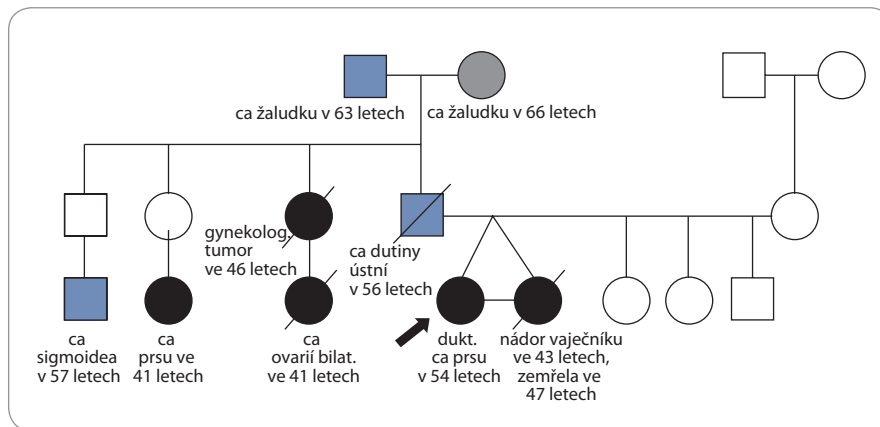 ca žaludku v 63 letech
ca žaludku v 66 letech
gynekolog.
tumor
ve 46 letech
ca dutiny
ústní
v 56 letech
ca
sigmoidea
v 57 letech
ca
prsu ve
41 letech
ca
ovarií bilat.
ve 41 letech
dukt.
ca prsu
v 54 letech
nádor vaječníku
ve 43 letech,
zemřela ve
47 letech